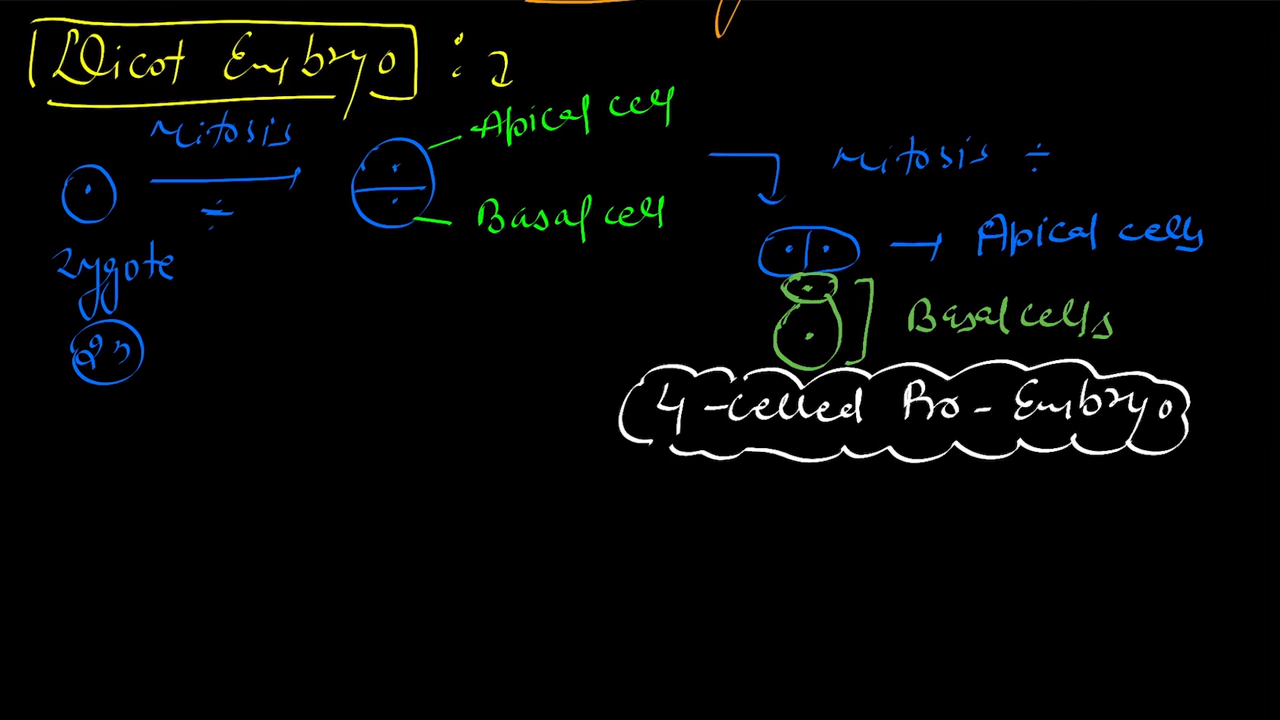 Dicot Embryo :
Mitosis ÷
Apical cell
Basal cell
Zygote
2n
Mitosis ÷
Apical cells
Basal cells
4-celled Pro-Embryo